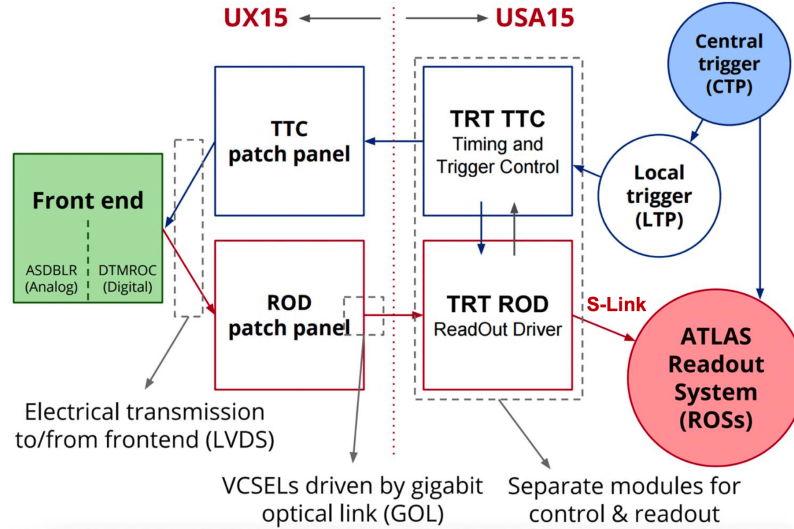 UX15
USA15
Central
trigger
(CTP)
TTC
patch panel
TRT TTC
Timing and
Trigger Control
Local
trigger
(LTP)
Front end
ASDBLR
(Analog)
DTMROC
(Digital)
ROD
patch panel
TRT ROD
ReadOut Driver
S-Link
ATLAS
Readout
System
(ROSs)
Electrical transmission
to/from frontend (LVDS)
VCSELs driven by gigabit
optical link (GOL)
Separate modules for
control & readout